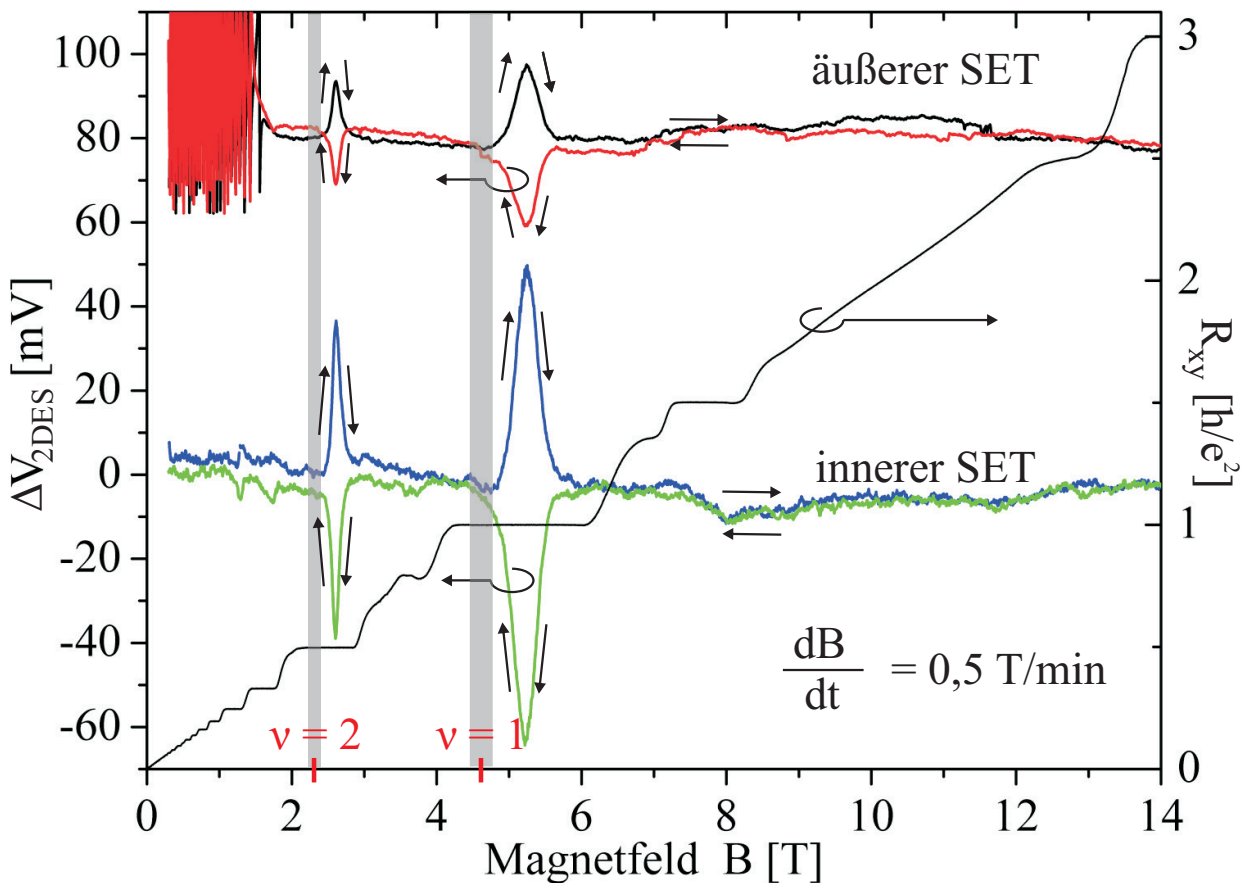 äußerer SET
innerer SET
dB
dt
= 0,5 T/min
ν = 2
ν = 1
100
80
60
40
20
0
-20
-40
-60
ΔV2DES [mV]
3
2
1
0
Rxy [h/e²]
0
2
4
6
8
10
12
14
Magnetfeld B [T]